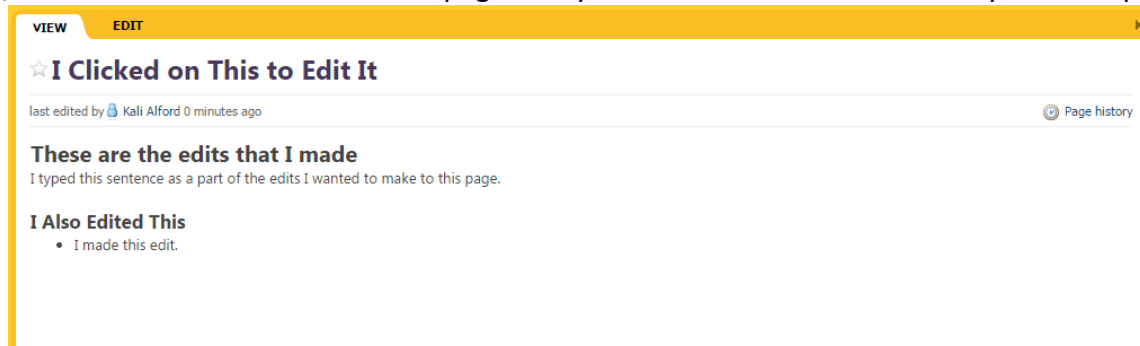 VIEW EDIT
I Clicked on This to Edit It
last edited by Kali Alford 0 minutes ago Page history
These are the edits that I made
I typed this sentence as a part of the edits I wanted to make to this page.
I Also Edited This
• I made this edit.